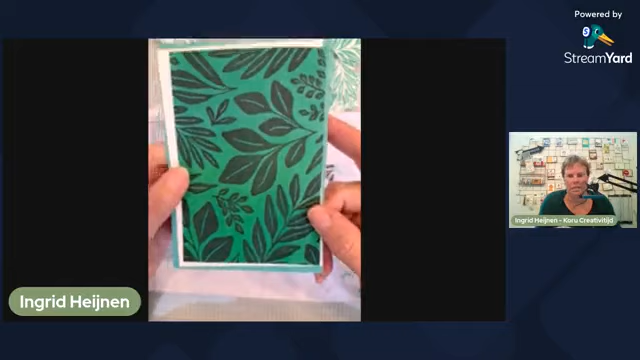 Powered by
StreamYard
Ingrid Heijnen - Koru Creativitijd
Ingrid Heijnen